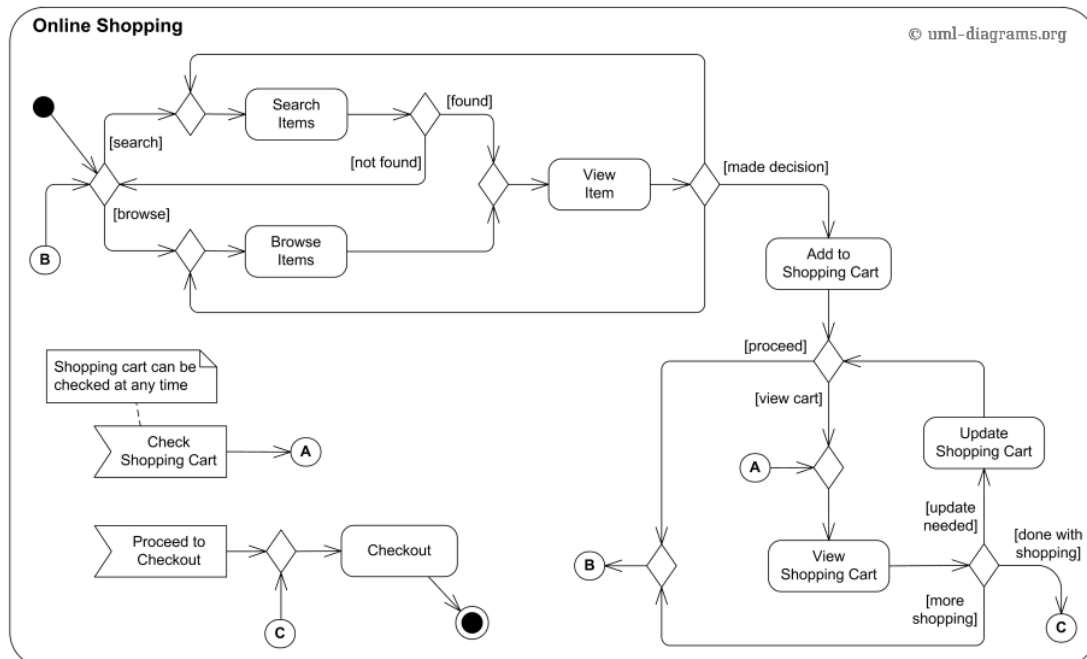 Online Shopping
© uml-diagrams.org
Search
Items
[found]
[search]
[not found]
[made decision]
View
Item
[browse]
Browse
Items
B
Add to
Shopping Cart
Shopping cart can be
checked at any time
[proceed]
[view cart]
Check
Shopping Cart
A
A
Update
Shopping Cart
[update
needed]
[done with
shopping]
Proceed to
Checkout
Checkout
B
View
Shopping Cart
[more
shopping]
C
C